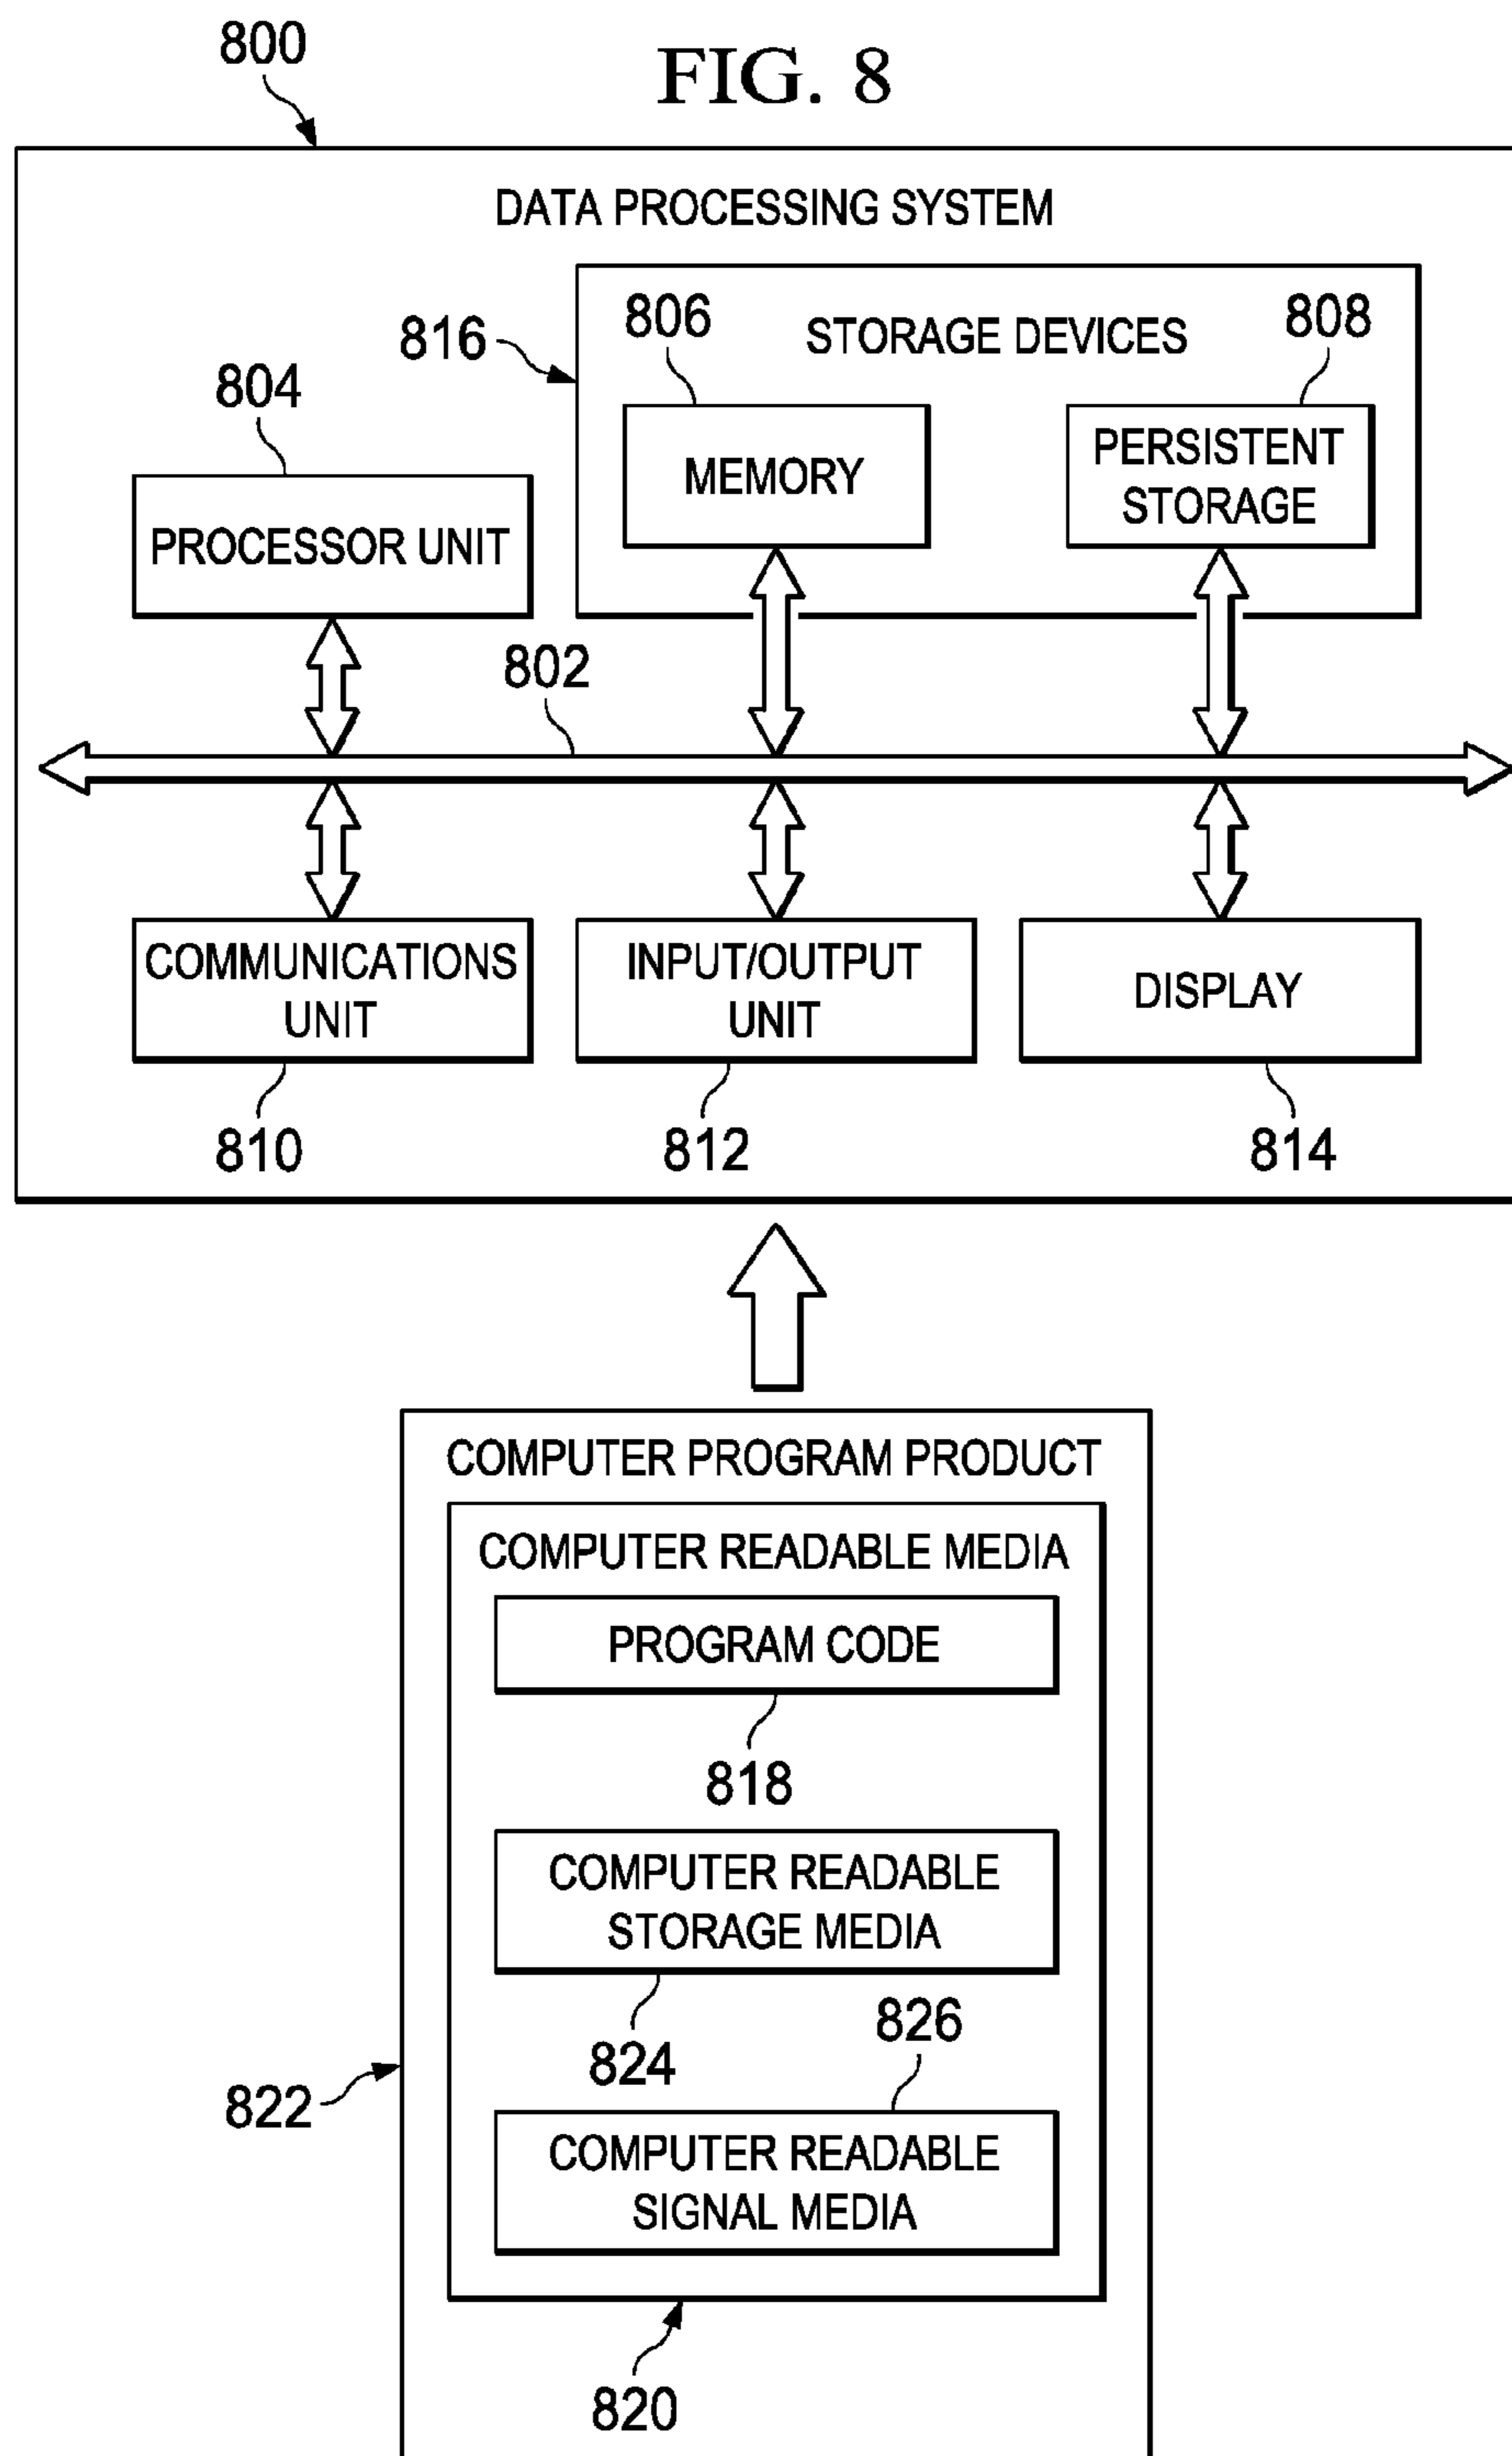 800
FIG. 8
DATA PROCESSING SYSTEM
816
806
STORAGE DEVICES
808
804
MEMORY
PERSISTENT
STORAGE
PROCESSOR UNIT
802
COMMUNICATIONS
UNIT
INPUT/OUTPUT
UNIT
DISPLAY
810
812
814
COMPUTER PROGRAM PRODUCT
COMPUTER READABLE MEDIA
PROGRAM CODE
818
COMPUTER READABLE
STORAGE MEDIA
824
826
822
COMPUTER READABLE
SIGNAL MEDIA
820